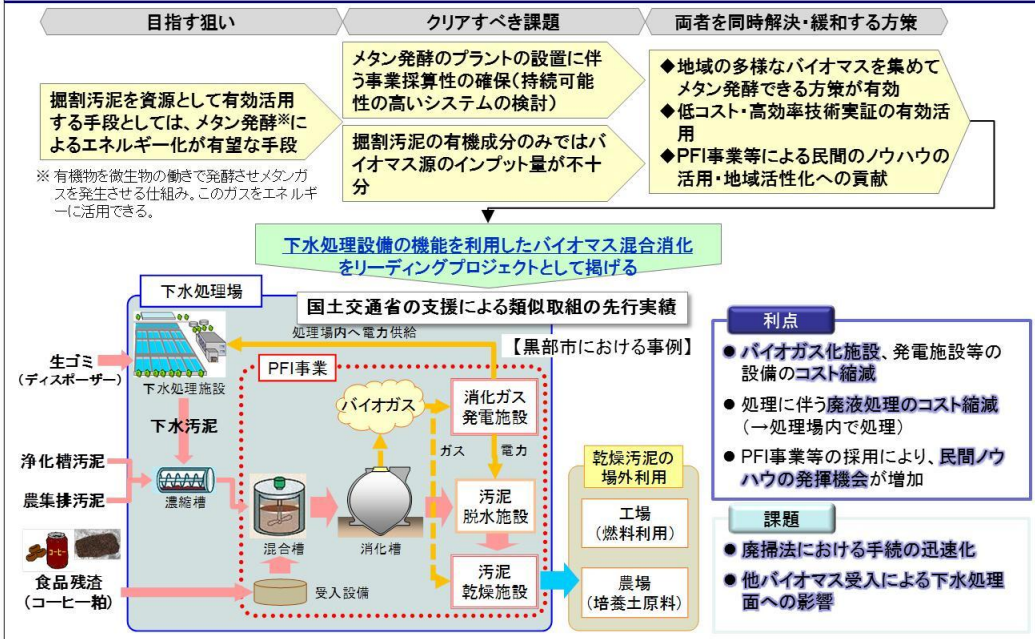 目指す狙い
クリアすべき課題
両者を同時解決・緩和する方策
掘割汚泥を資源として有効活用
する手段としては、メタン発酵※に
よるエネルギー化が有望な手段
※ 有機物を微生物の働きで発酵させメタンガ
スを発生させる仕組み。このガスをエネルギ
ーに活用できる。
メタン発酵のプラントの設置に伴
う事業採算性の確保(持続可能
性の高いシステムの検討)
掘割汚泥の有機成分のみではバ
イオマス源のインプット量が不十
分
◆地域の多様なバイオマスを集めて
メタン発酵できる方策が有効
◆低コスト・高効率技術実証の有効活
用
◆PFI事業等による民間のノウハウの
活用・地域活性化への貢献
下水処理設備の機能を利用したバイオマス混合消化
をリーディングプロジェクトとして掲げる
下水処理場
国土交通省の支援による類似取組の先行実績
処理場内へ電力供給
【黒部市における事例】
生ゴミ
(ディスポーザー)
下水処理施設
PFI事業
バイオガス
消化ガス
発電施設
下水汚泥
ガス
電力
浄化槽汚泥
農集排汚泥
濃縮槽
混合槽
消化槽
汚泥
脱水施設
コーヒー
食品残渣
(コーヒー粕)
受入設備
汚泥
乾燥施設
乾燥汚泥の
場外利用
工場
(燃料利用)
農場
(培養土原料)
利点
● バイオガス化施設、発電施設等の
設備のコスト縮減
● 処理に伴う廃液処理のコスト縮減
(→処理場内で処理)
● PFI事業等の採用により、民間ノウ
ハウの発揮機会が増加
課題
● 廃掃法における手続の迅速化
● 他バイオマス受入による下水処理
面への影響